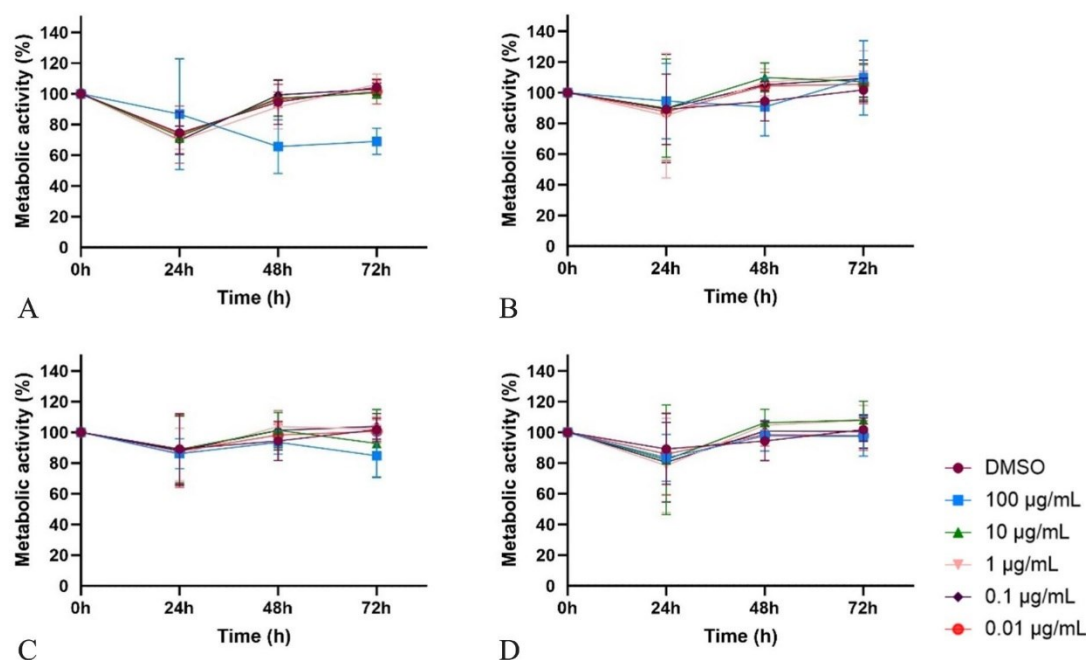 Metabolic activity (%)
140
120
100
80
60
40
20
0
0h 24h 48h 72h
Time (h)
A
Metabolic activity (%)
140
120
100
80
60
40
20
0
0h 24h 48h 72h
Time (h)
B
Metabolic activity (%)
140
120
100
80
60
40
20
0
0h 24h 48h 72h
Time (h)
C
Metabolic activity (%)
140
120
100
80
60
40
20
0
0h 24h 48h 72h
Time (h)
D
DMSO
100 µg/mL
10 µg/mL
1 µg/mL
0.1 µg/mL
0.01 µg/mL